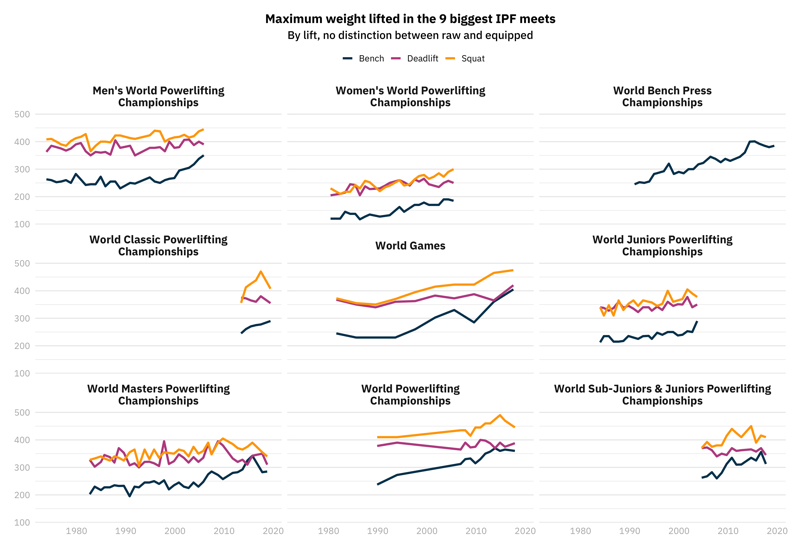 Maximum weight lifted in the 9 biggest IPF meets
By lift, no distinction between raw and equipped
Bench Deadlift Squat
Men's World Powerlifting
Championships
Women's World Powerlifting
Championships
World Bench Press
Championships
500
400
300
200
100
World Classic Powerlifting
Championships
World Games
World Juniors Powerlifting
Championships
500
400
300
200
100
World Masters Powerlifting
Championships
World Powerlifting
Championships
World Sub-Juniors & Juniors Powerlifting
Championships
500
400
300
200
100
1980 1990 2000 2010 2020 1980 1990 2000 2010 2020 1980 1990 2000 2010 2020